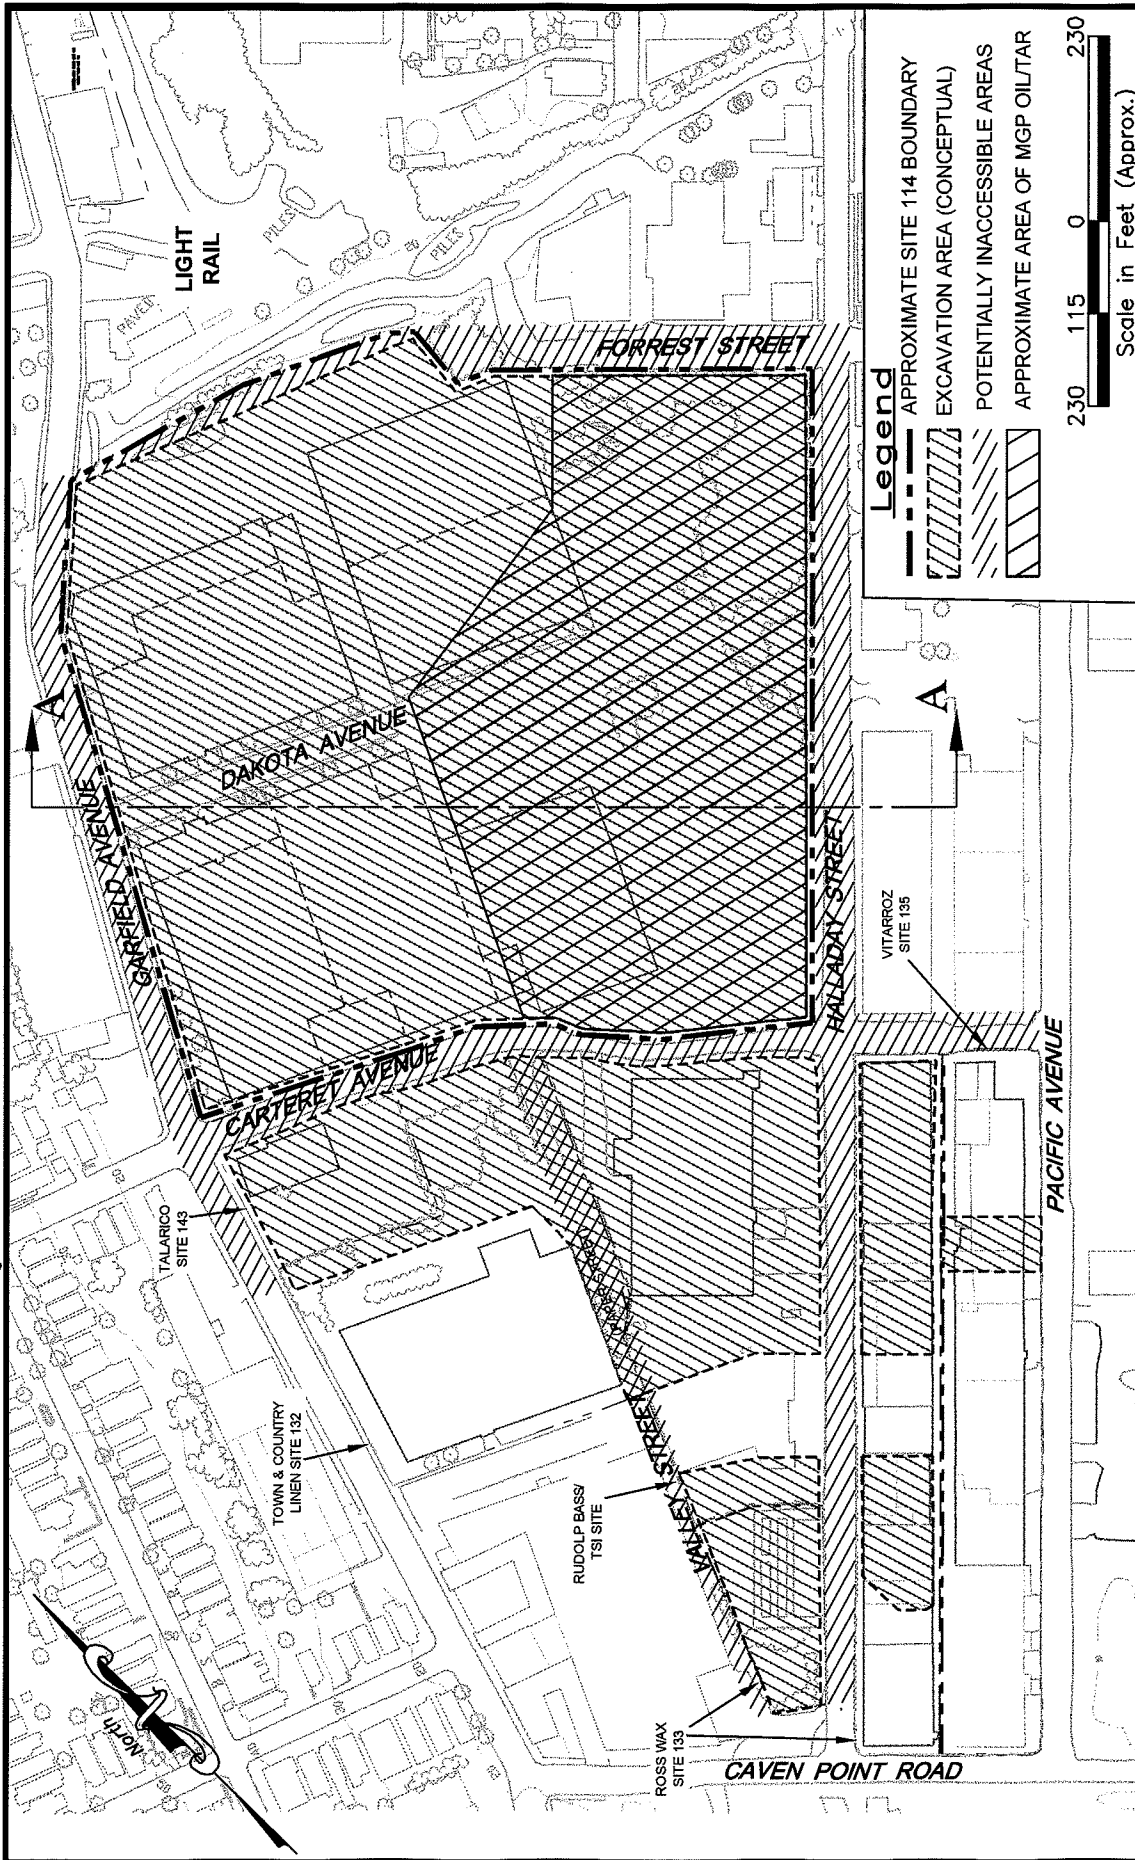 North
LIGHT
RAIL
PAVED
PILES
PILES
GARFIELD AVENUE
A
DAKOTA AVENUE
FORREST STREET
CARTERET AVENUE
HALLADAY STREET
A
TALARICO
SITE 143
TOWN & COUNTRY
LINEN SITE 132
RUDOLP BASS/
TSI SITE
VALLEY STREET
ROSS WAX
SITE 133
VITARROZ
SITE 135
PACIFIC AVENUE
CAVEN POINT ROAD
Legend
APPROXIMATE SITE 114 BOUNDARY
EXCAVATION AREA (CONCEPTUAL)
POTENTIALLY INACCESSIBLE AREAS
APPROXIMATE AREA OF MGP OIL/TAR
230 115 0 230
Scale in Feet (Approx.)